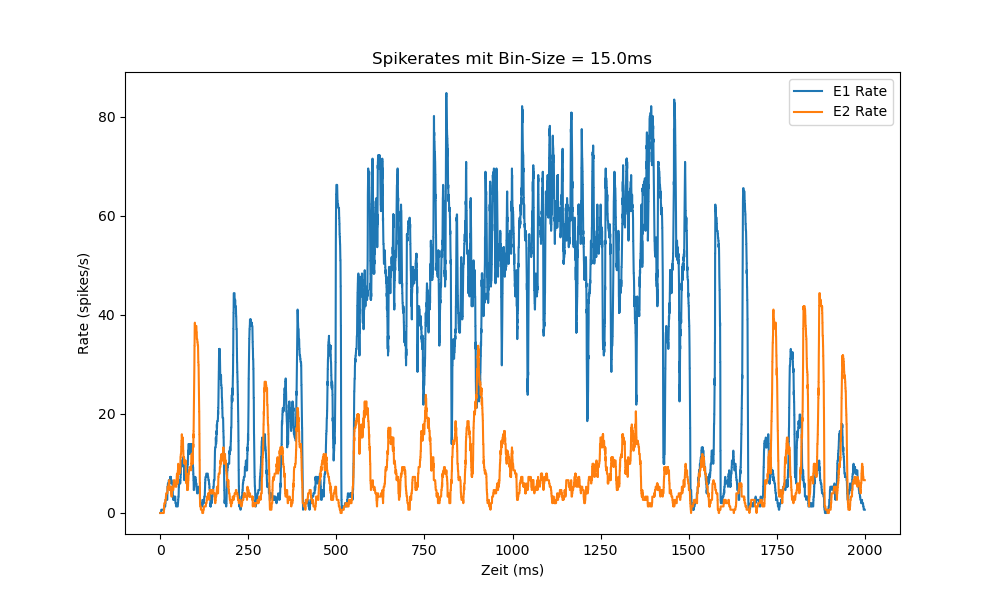 Spikerates mit Bin-Size = 15.0ms
E1 Rate
E2 Rate
Rate (spikes/s)
80
60
40
20
0
0 250 500 750 1000 1250 1500 1750 2000
Zeit (ms)